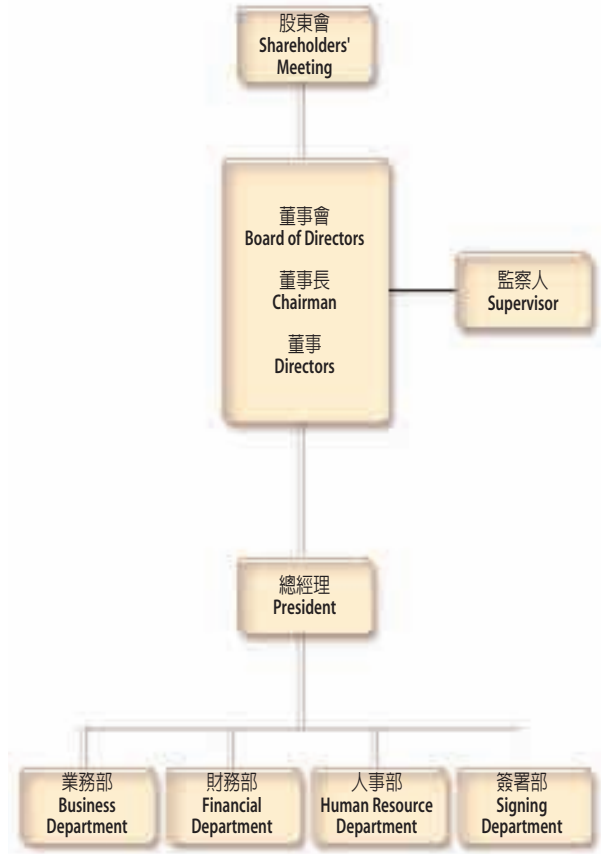 股東會
Shareholders'
Meeting
董事會
Board of Directors
董事長
Chairman
董事
Directors
監察人
Supervisor
總經理
President
業務部
Business
Department
財務部
Financial
Department
人事部
Human Resource
Department
簽署部
Signing
Department